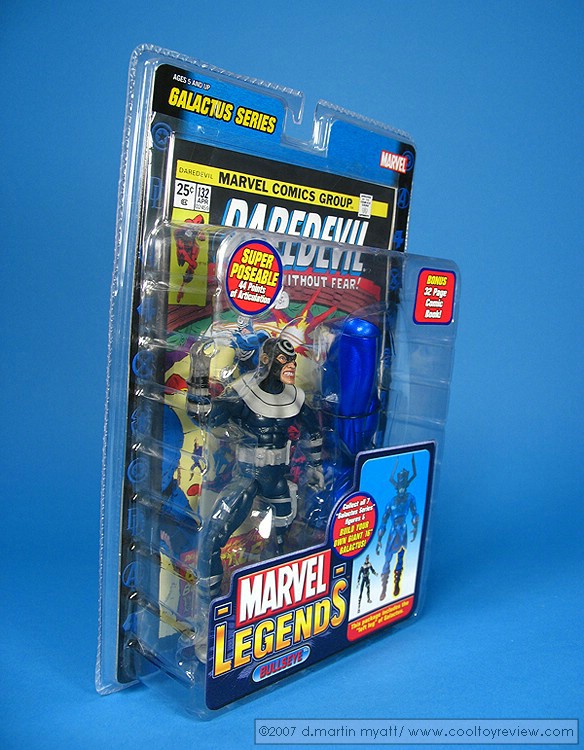 AGES 5 AND UP
GALACTUS SERIES
MARVEL
DAREDEVIL
MARVEL COMICS GROUP
25¢
132
APR
DAREDEVIL
WITHOUT FEAR!
SUPER
POSEABLE
44 Points
of Articulation
BONUS
32 Page
Comic
Book!
Collect all 7
"Galactus Series"
figures &
BUILD YOUR
OWN GIANT 16"
GALACTUS!
This package includes the
"left leg" of Galactus.
MARVEL
LEGENDS
BULLSEYE
©2007 d.martin myatt/ www.cooltoyreview.com